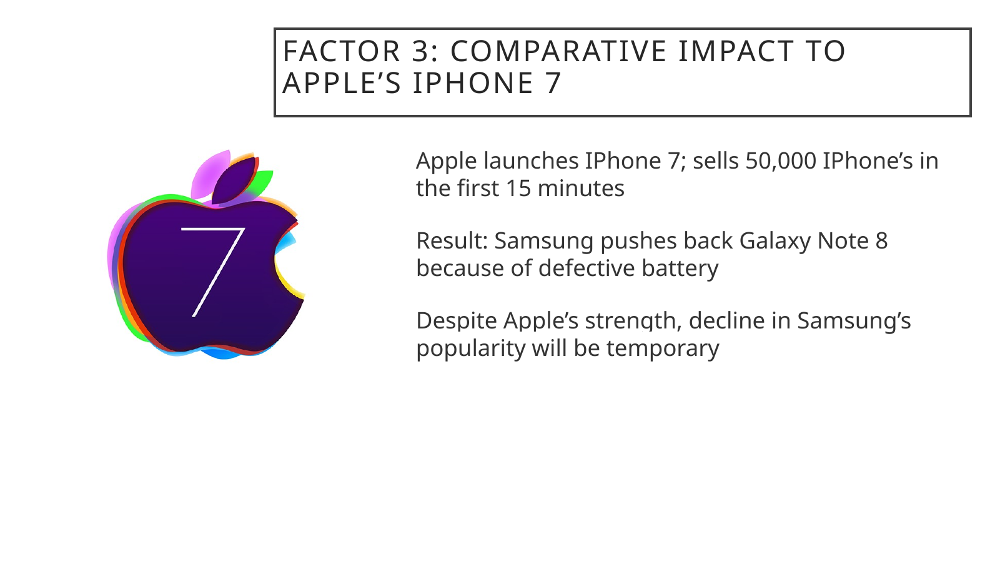 FACTOR 3: COMPARATIVE IMPACT TO
APPLE’S IPHONE 7
7
Apple launches IPhone 7; sells 50,000 IPhone’s in
the first 15 minutes
Result: Samsung pushes back Galaxy Note 8
because of defective battery
Despite Apple’s strength, decline in Samsung’s
popularity will be temporary